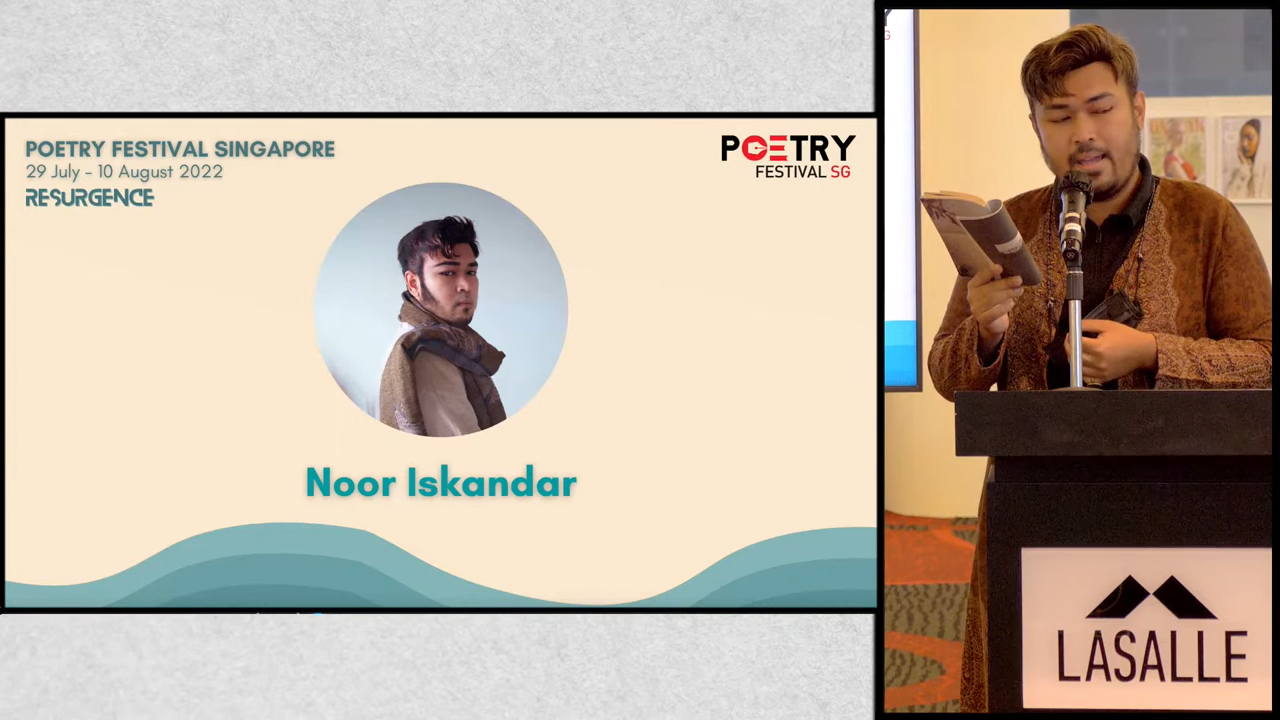 POETRY FESTIVAL SINGAPORE
29 July - 10 August 2022
RESURGENCE
POETRY
FESTIVAL SG
Noor Iskandar
LASALLE